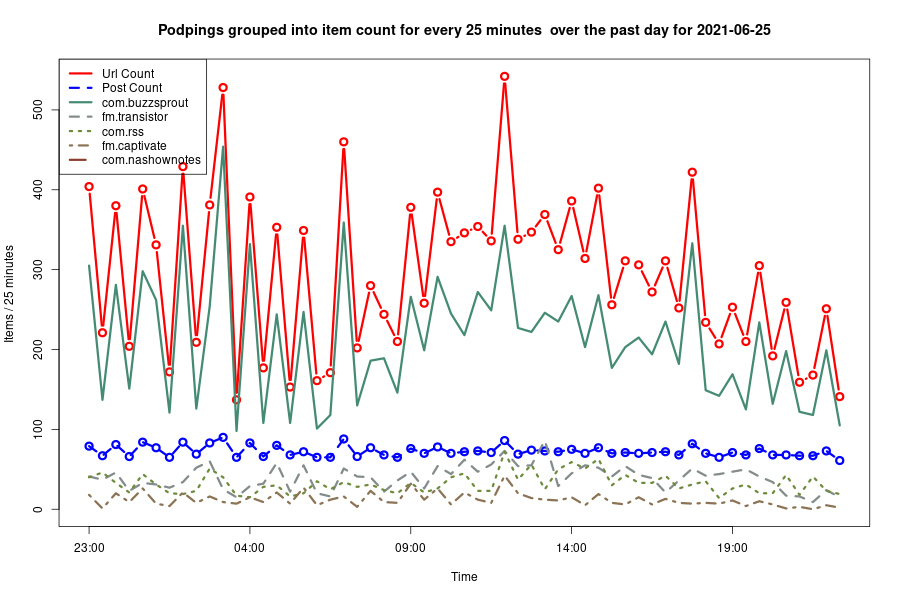 Podpings grouped into item count for every 25 minutes  over the past day for 2021-06-25
Url Count
Post Count
com.buzzsprout
fm.transistor
com.rss
fm.captivate
com.nashownotes
Items / 25 minutes
500
400
300
200
100
0
23:00
04:00
09:00
14:00
19:00
Time